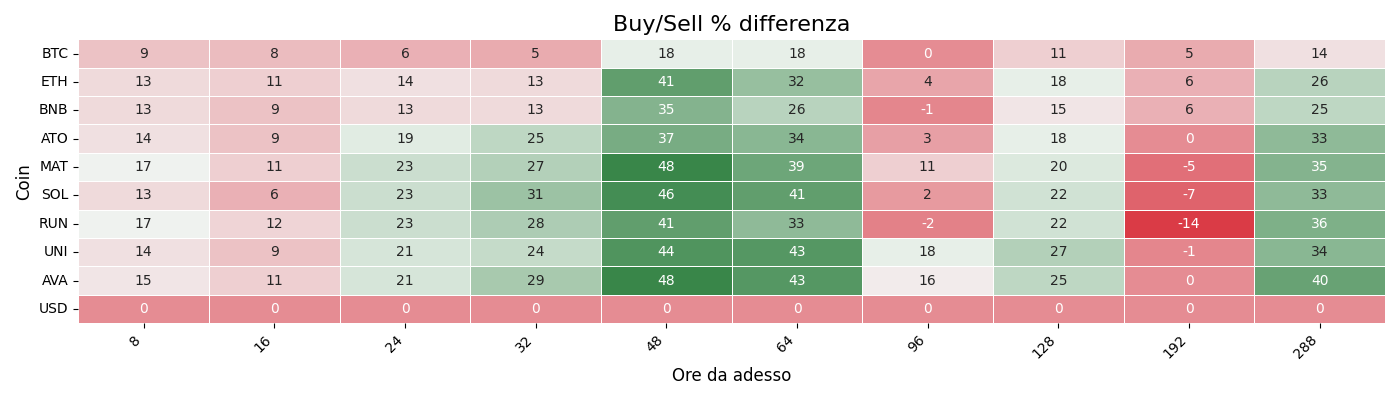 Buy/Sell % differenza
Coin
BTC 9 8 6 5 18 18 0 11 5 14
ETH 13 11 14 13 41 32 4 18 6 26
BNB 13 9 13 13 35 26 -1 15 6 25
ATO 14 9 19 25 37 34 3 18 0 33
MAT 17 11 23 27 48 39 11 20 -5 35
SOL 13 6 23 31 46 41 2 22 -7 33
RUN 17 12 23 28 41 33 -2 22 -14 36
UNI 14 9 21 24 44 43 18 27 -1 34
AVA 15 11 21 29 48 43 16 25 0 40
USD 0 0 0 0 0 0 0 0 0 0
8 16 24 32 48 64 96 128 192 288
Ore da adesso